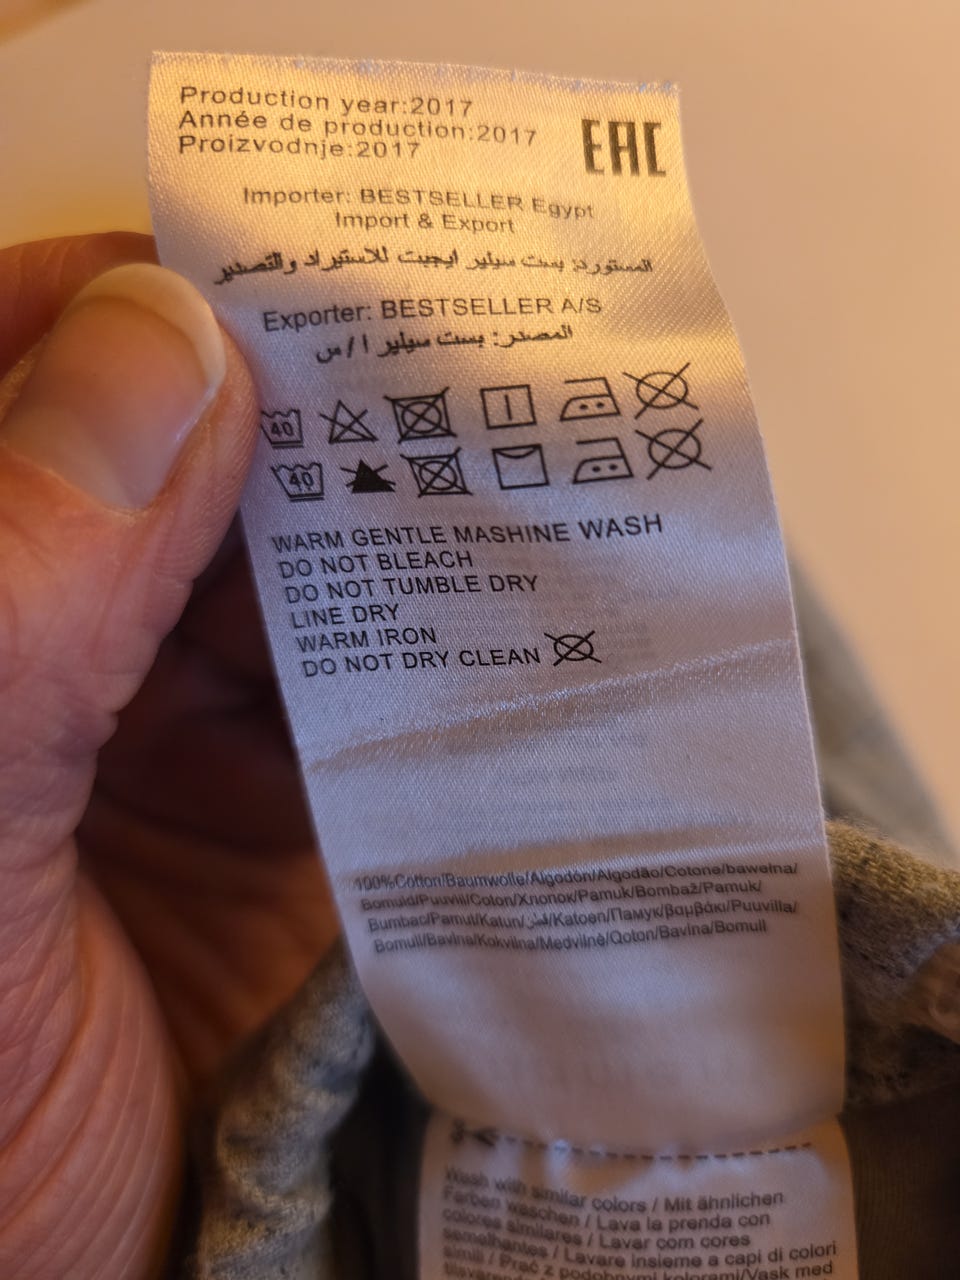 Production year:2017
Année de production:2017
Proizvodnje:2017
EAC
Importer: BESTSELLER Egypt
Import & Export
المستورد: بست سيلير ايجبت للاستيراد والتصدير
Exporter: BESTSELLER A/S
المصدر: بست سيلير ا / س
40
40
WARM GENTLE MASHINE WASH
DO NOT BLEACH
DO NOT TUMBLE DRY
LINE DRY
WARM IRON
DO NOT DRY CLEAN
100%Cotton/Baumwolle/Algodón/Algodão/Cotone/bawełna/
Bomuld/Puuvill/Coton/Хлопок/Pamuk/Bombaž/Pamuk/
Bumbac/Pamut/Katun/قطن/Katoen/Памук/βαμβάκι/Puuvilla/
Bomull/Bavlna/Kokvilna/Medvilnė/Qoton/Bavlna/Bomull
Wash with similar colors / Mit ähnlichen
Farben waschen / Lava la prenda con
colores similares / Lavar com cores
semelhantes / Lavare insieme a capi di colori
simili / Prać z podobnymi kolorami/Vask med